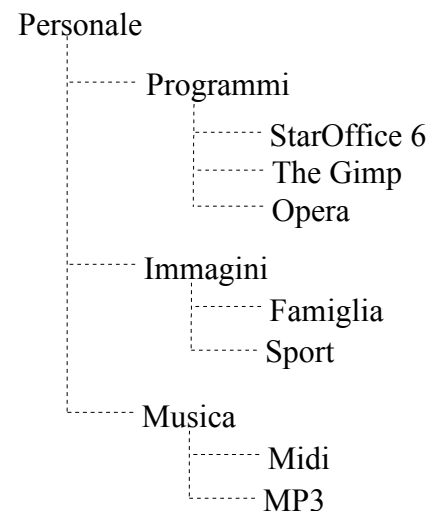 Personale
Programmi
StarOffice 6
The Gimp
Opera
Immagini
Famiglia
Sport
Musica
Midi
MP3